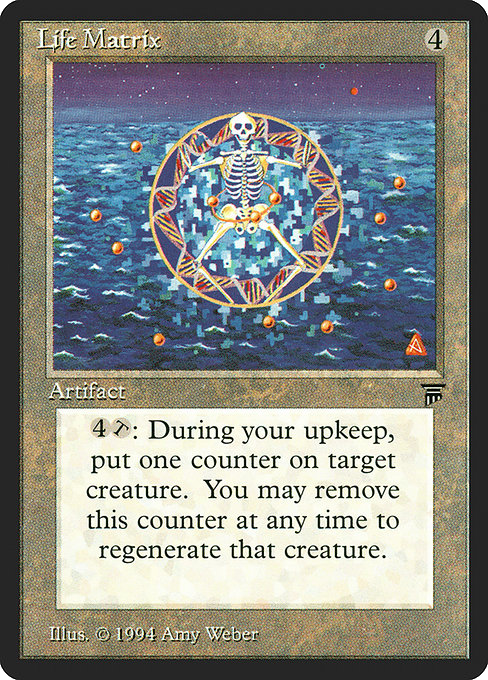 Life Matrix 4
Artifact
4: During your upkeep,
put one counter on target
creature. You may remove
this counter at any time to
regenerate that creature.
Illus. © 1994 Amy Weber